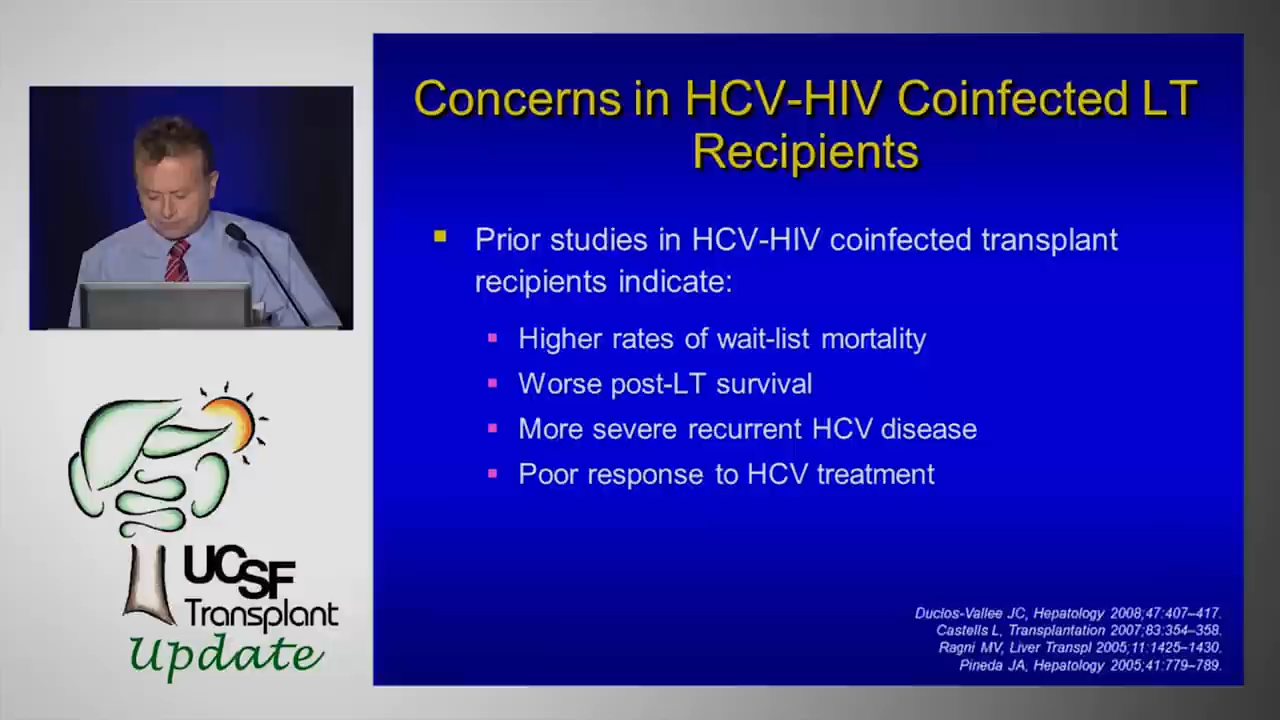 Concerns in HCV-HIV Coinfected LT
Recipients
Prior studies in HCV-HIV coinfected transplant
recipients indicate:
Higher rates of wait-list mortality
Worse post-LT survival
More severe recurrent HCV disease
Poor response to HCV treatment
Duclos-Vallee JC, Hepatology 2008;47:407–417.
Castells L, Transplantation 2007;83:354–358.
Ragni MV, Liver Transpl 2005;11:1425–1430.
Pineda JA, Hepatology 2005;41:779–789.
UCSF
Transplant
Update